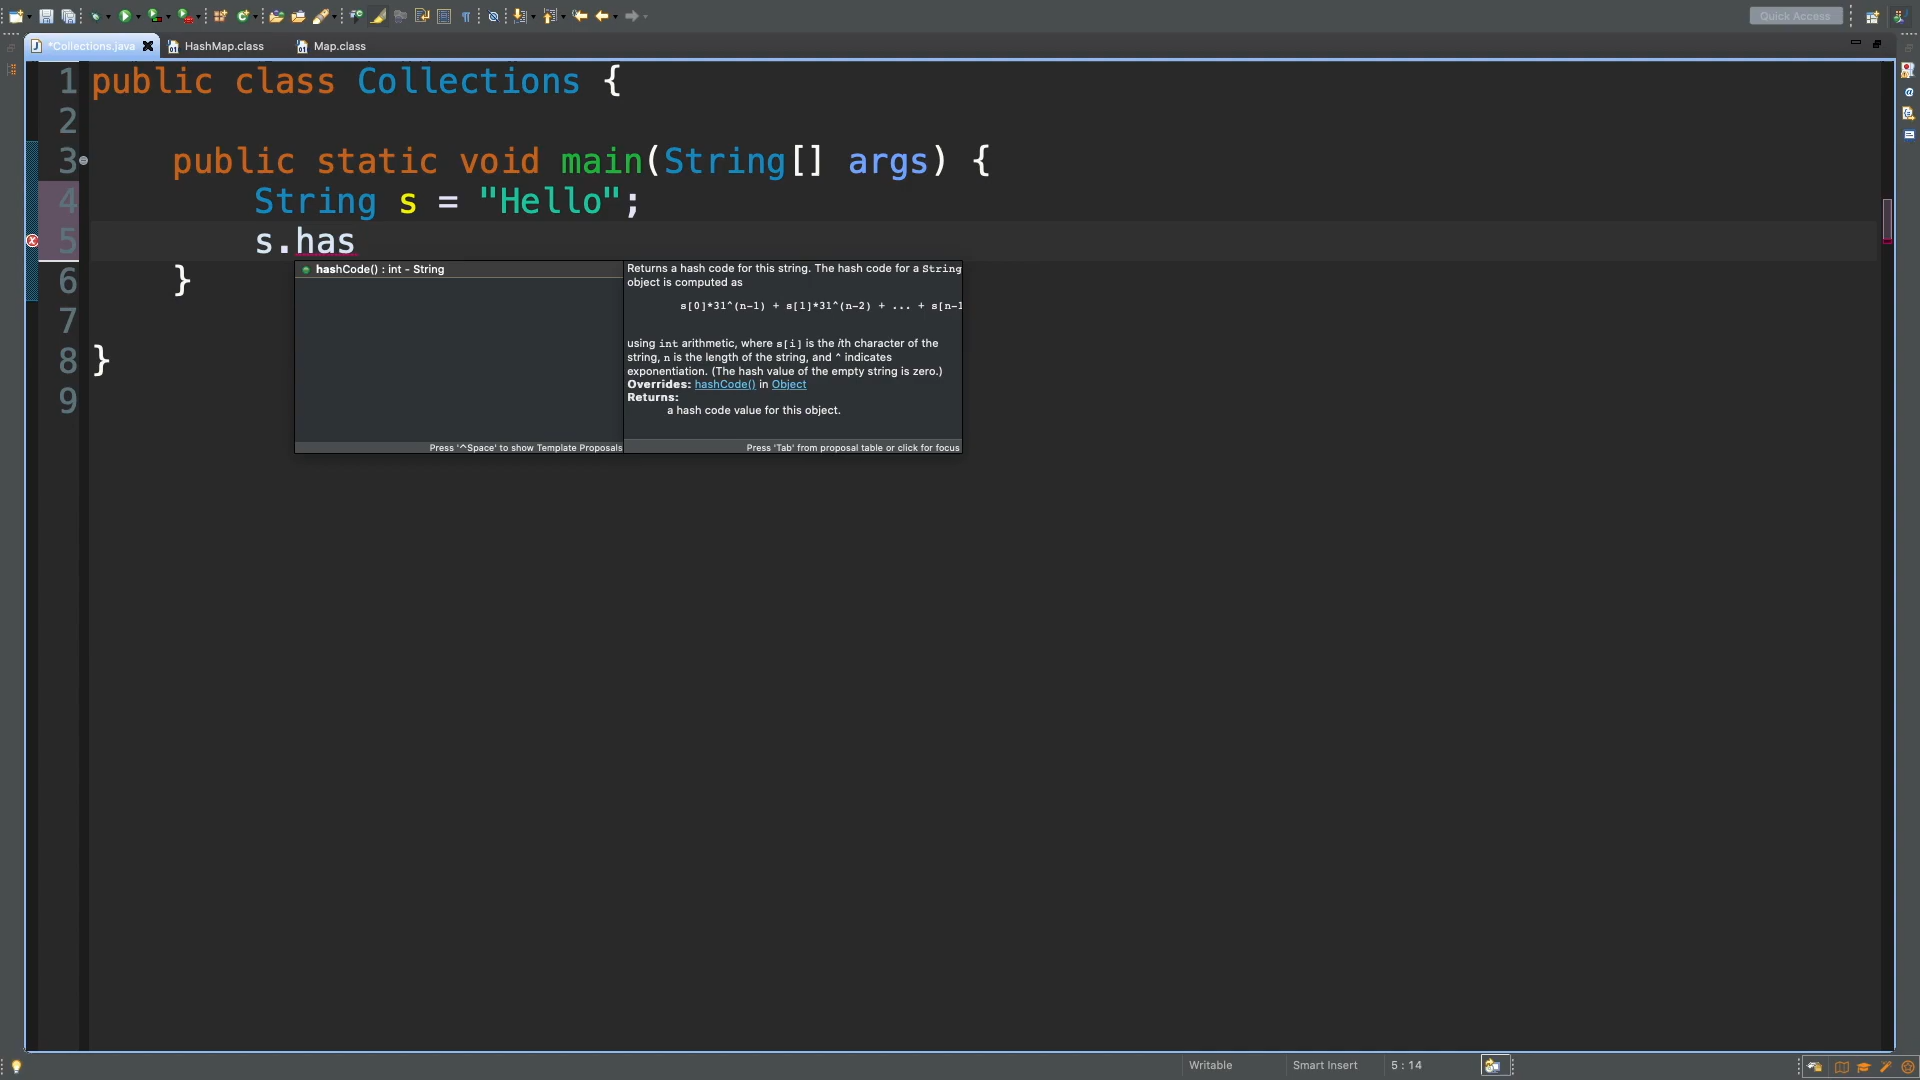 Quick Access
*Collections.java HashMap.class Map.class
1 public class Collections {
2
3 public static void main(String[] args) {
4 String s = "Hello";
5 s.has
6 }
7
8 }
9
hashCode() : int - String
Press '^Space' to show Template Proposals
Returns a hash code for this string. The hash code for a String
object is computed as
s[0]*31^(n-1) + s[1]*31^(n-2) + ... + s[n-1
using int arithmetic, where s[i] is the ith character of the
string, n is the length of the string, and ^ indicates
exponentiation. (The hash value of the empty string is zero.)
Overrides: hashCode() in Object
Returns:
a hash code value for this object.
Press 'Tab' from proposal table or click for focus
Writable Smart Insert 5 : 14